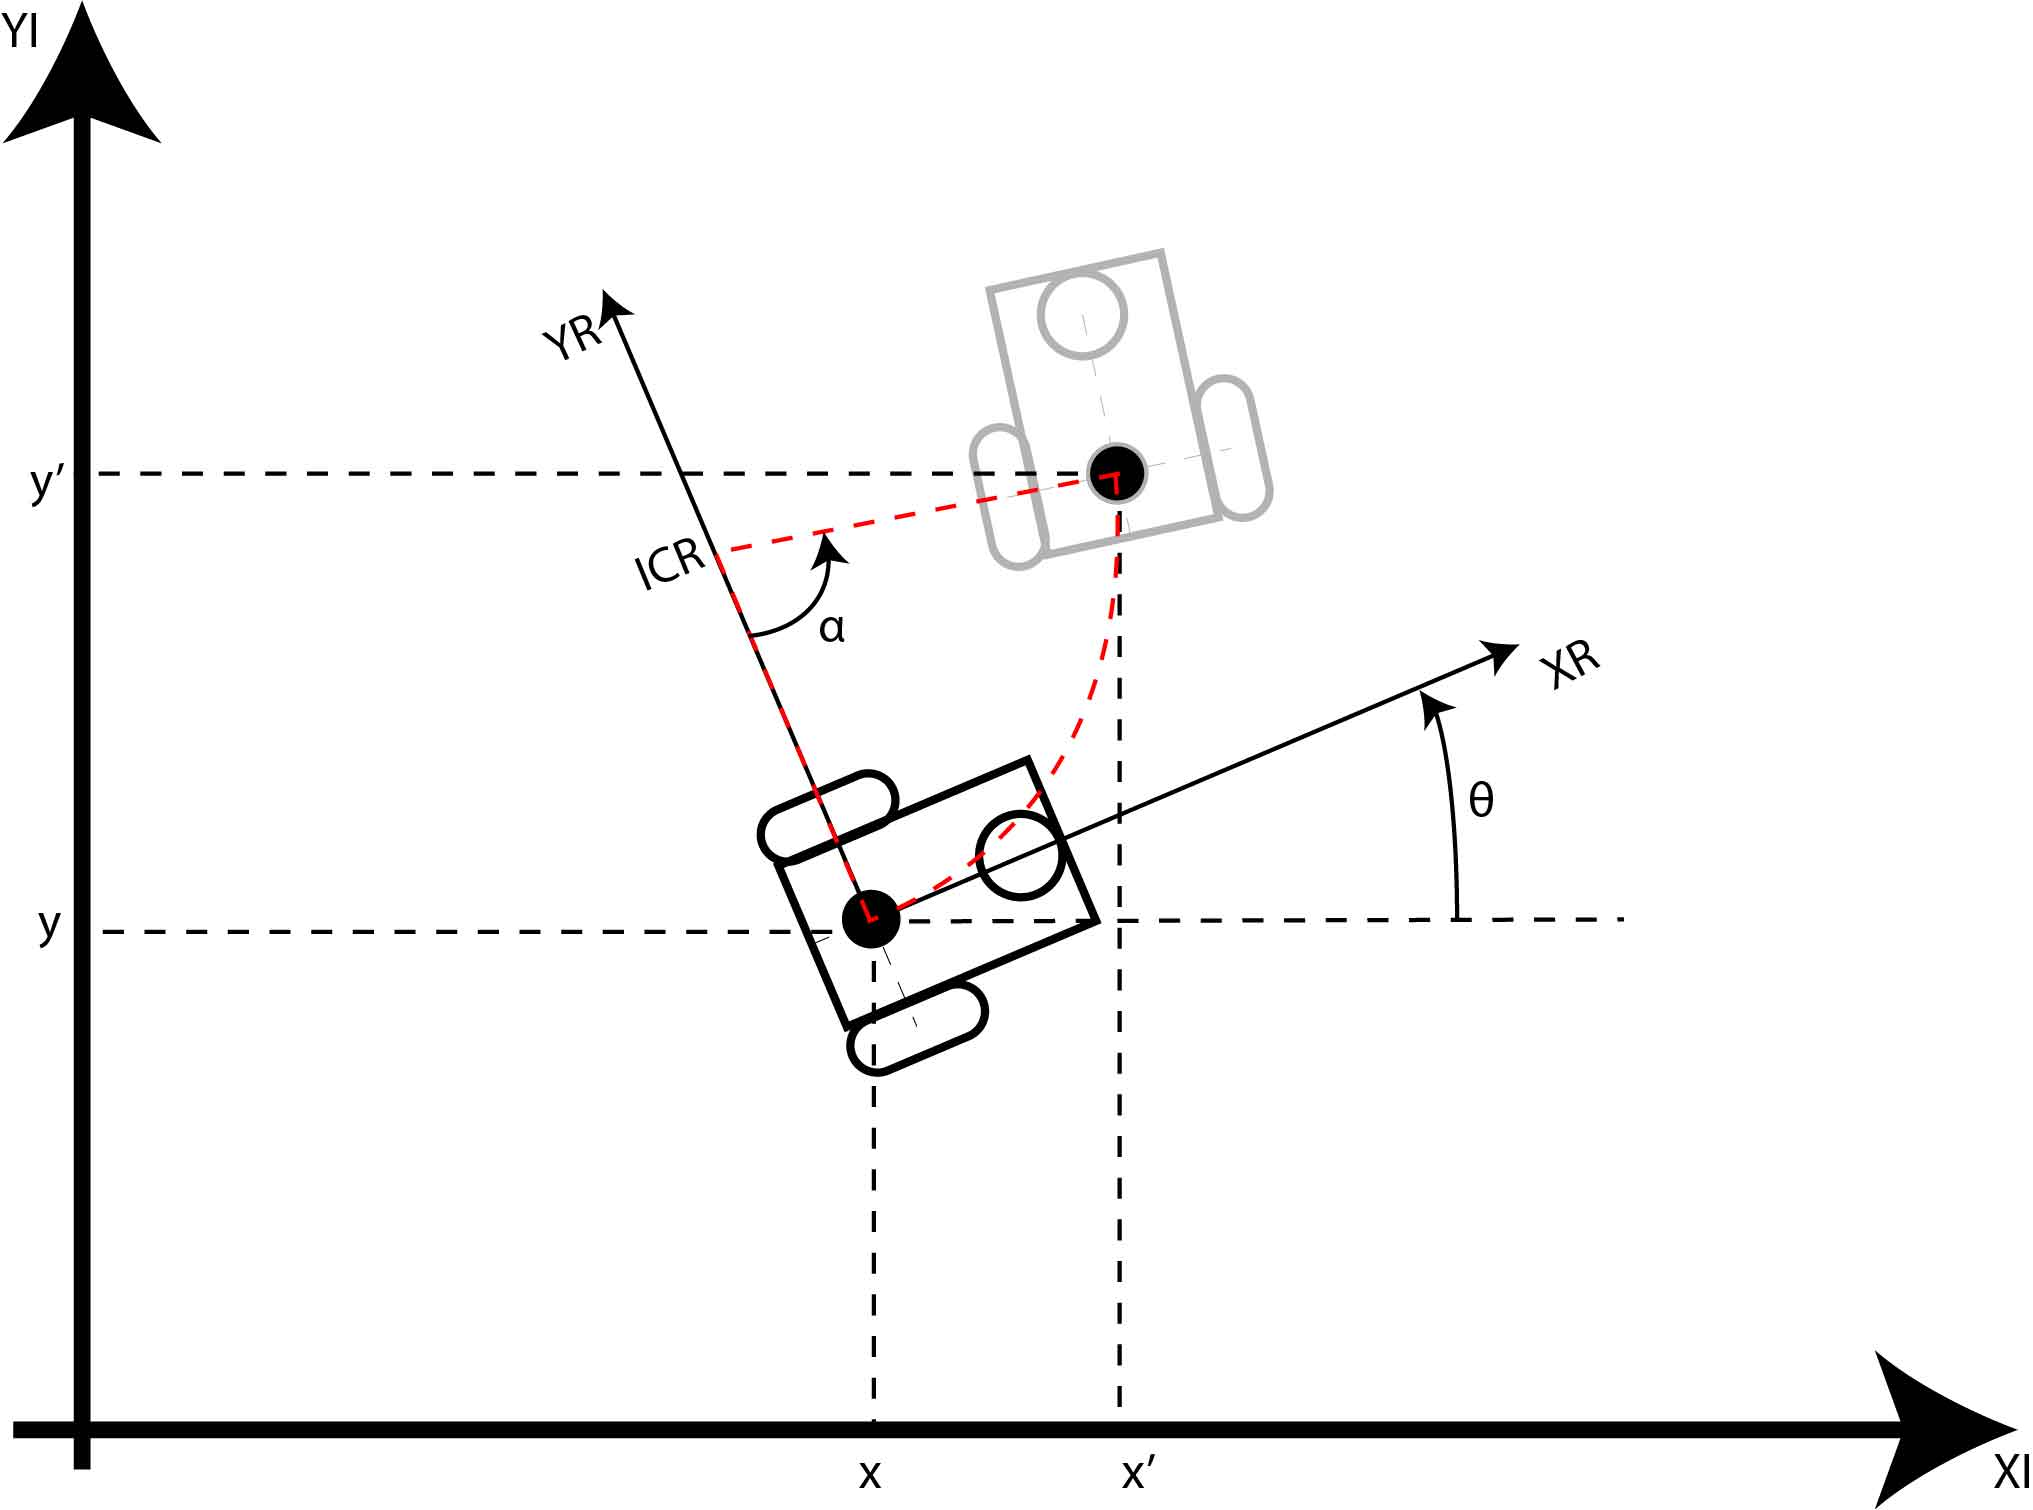 YI
YR
y’
ICR
α
XR
θ
y
x
x’
XI